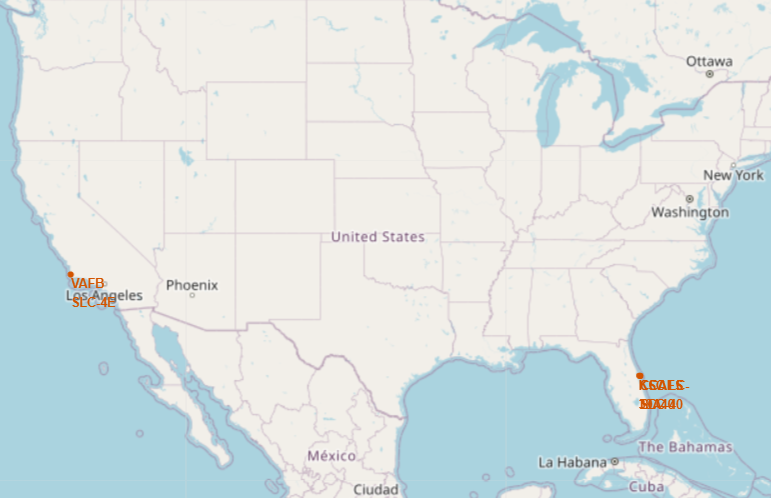 Ottawa
New York
Washington
United States
VAFB
SLC-4E
Los Angeles
Phoenix
México
La Habana
The Bahamas
Cuba
Ciudad